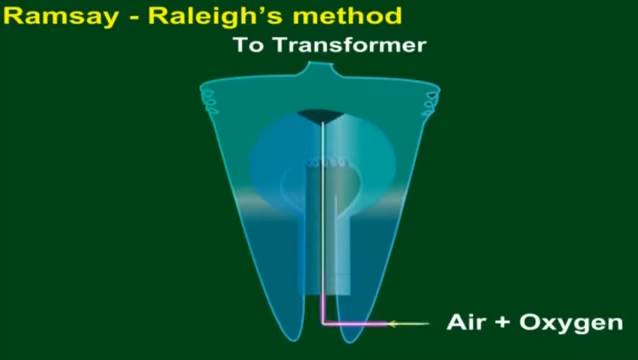 Ramsay - Raleigh's method
To Transformer
Air + Oxygen